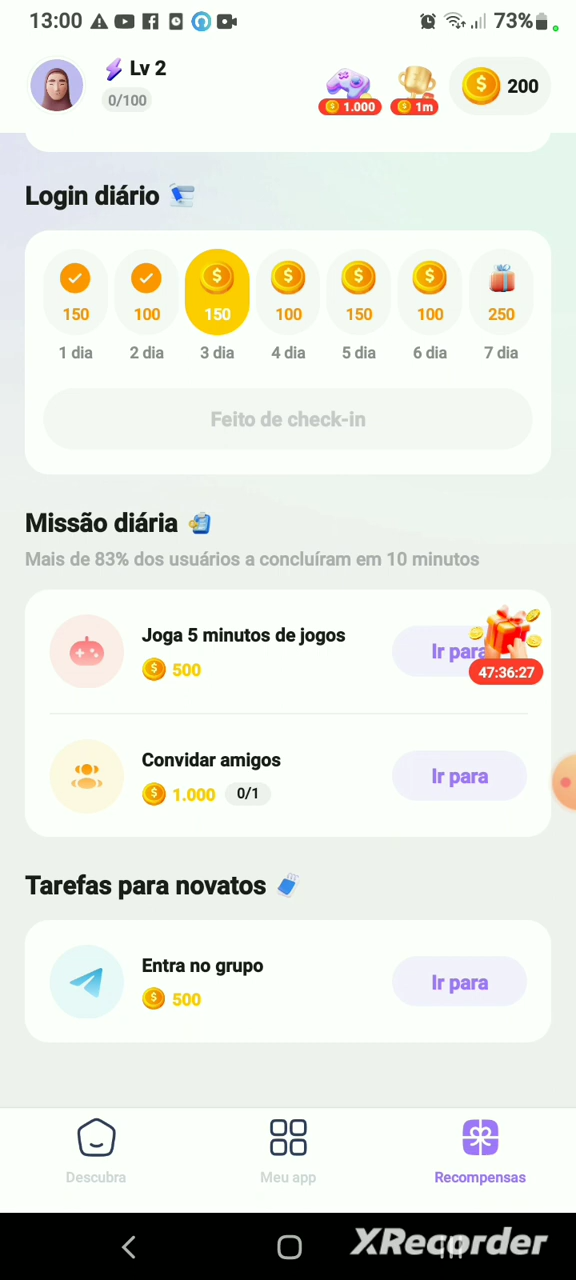 13:00
73%
Lv 2
0/100
1.000
1m
200
Login diário
150 100 150 100 150 100 250
1 dia 2 dia 3 dia 4 dia 5 dia 6 dia 7 dia
Feito de check-in
Missão diária
Mais de 83% dos usuários a concluíram em 10 minutos
Joga 5 minutos de jogos
500
Ir para
47:36:27
Convidar amigos
1.000 0/1
Ir para
Tarefas para novatos
Entra no grupo
500
Ir para
Descubra Meu app Recompensas
XRecorder